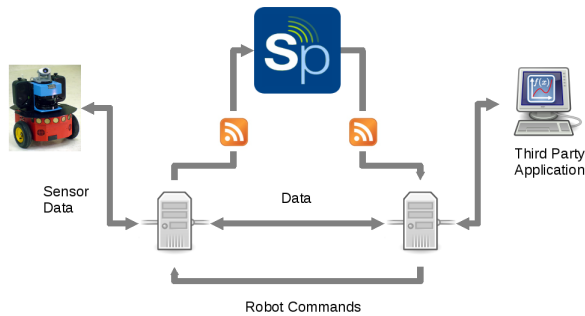 Sp
f(x)
Third Party
Application
Sensor
Data
Data
Robot Commands